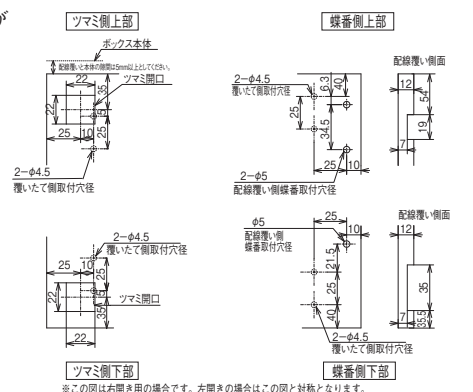 が
ツマミ側上部
ボックス本体
配線覆いと本体の隙間は5mm以上としてください。
22
35
ツマミ開口
22
5
25
10
25
2−φ4.5
覆いたて側取付穴径
蝶番側上部
2−φ4.5
覆いたて側取付穴径
6.3
40
25
34.5
25
10
2−φ5
配線覆い側蝶番取付穴径
配線覆い側面
12
54
19
7
2−φ4.5
覆いたて側取付穴径
25
10
25
22
5
ツマミ開口
35
22
ツマミ側下部
φ5
配線覆い側
蝶番取付穴径
25
10
21.5
25
40
2−φ4.5
覆いたて側取付穴径
蝶番側下部
配線覆い側面
12
35
7
35.5
※この図は右開き用の場合です。左開きの場合はこの図と対称となります。